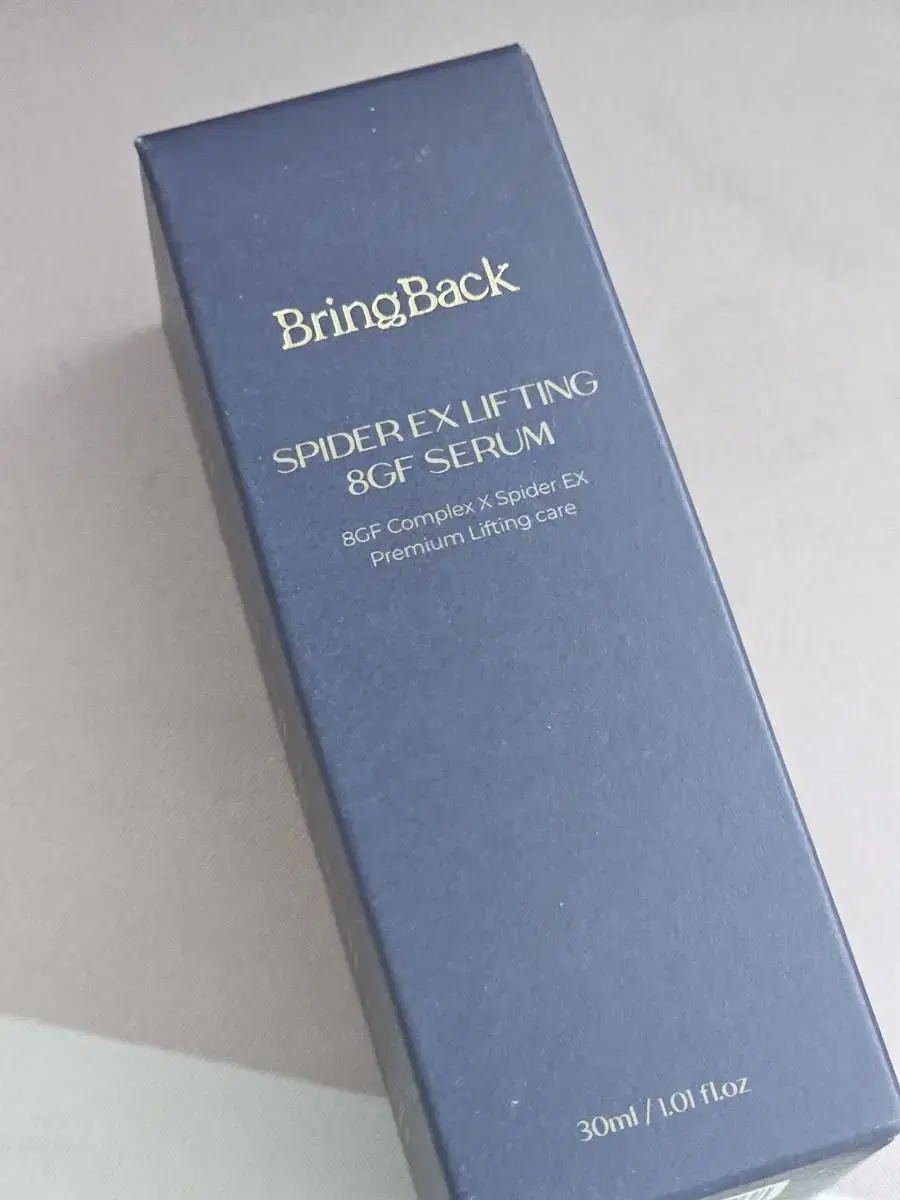 BringBack
SPIDER EX LIFTING
8GF SERUM
8GF Complex X Spider EX
Premium Lifting care
30ml / 1.01 fl.oz